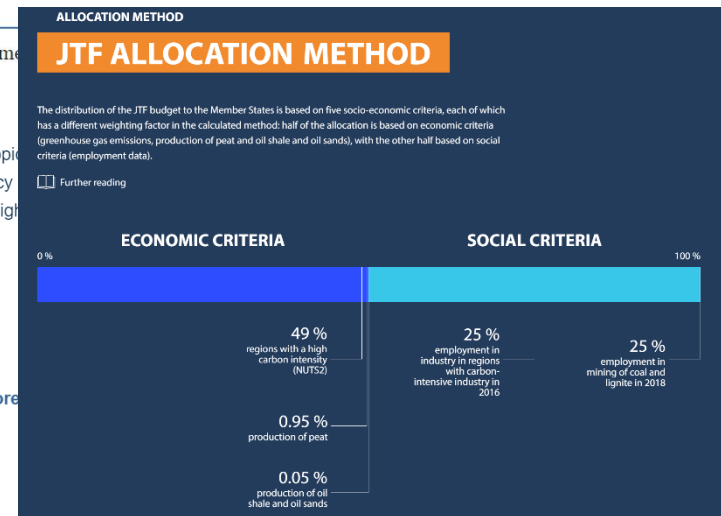 ALLOCATION METHOD
JTF ALLOCATION METHOD
The distribution of the JTF budget to the Member States is based on five socio-economic criteria, each of which
has a different weighting factor in the calculated method: half of the allocation is based on economic criteria
(greenhouse gas emissions, production of peat and oil shale and oil sands), with the other half based on social
criteria (employment data).
Further reading
ECONOMIC CRITERIA
SOCIAL CRITERIA
0 %
100 %
49 %
regions with a high
carbon intensity
(NUTS2)
0.95 %
production of peat
0.05 %
production of oil
shale and oil sands
25 %
employment in
industry in regions
with carbon-
intensive industry in
2016
25 %
employment in
mining of coal and
lignite in 2018